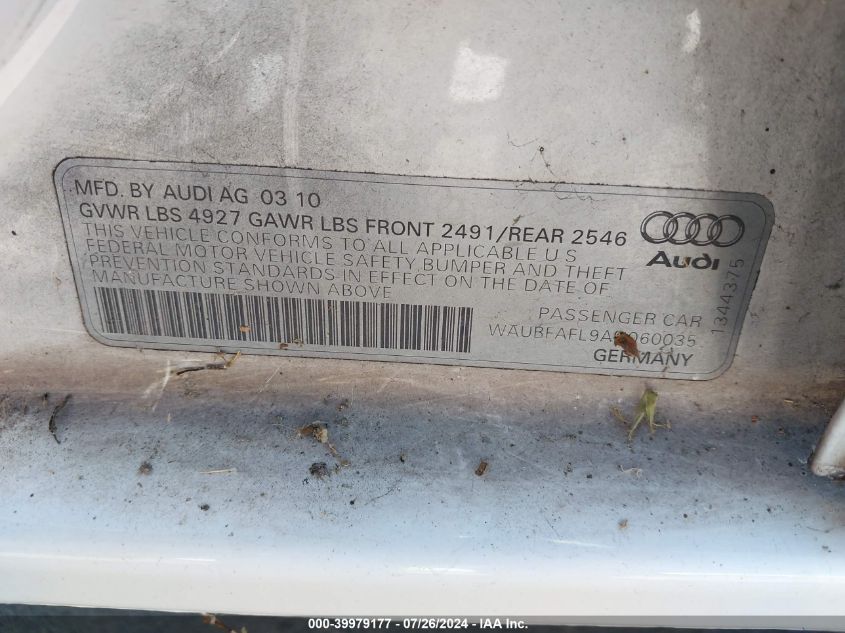 MFD. BY AUDI AG 03 10
GVWR LBS 4927 GAWR LBS FRONT 2491/REAR 2546
THIS VEHICLE CONFORMS TO ALL APPLICABLE U S
FEDERAL MOTOR VEHICLE SAFETY, BUMPER AND THEFT
PREVENTION STANDARDS IN EFFECT ON THE DATE OF
MANUFACTURE SHOWN ABOVE
Audi
1344375
PASSENGER CAR
GERMANY
000-39979177 - 07/26/2024 - IAA Inc.